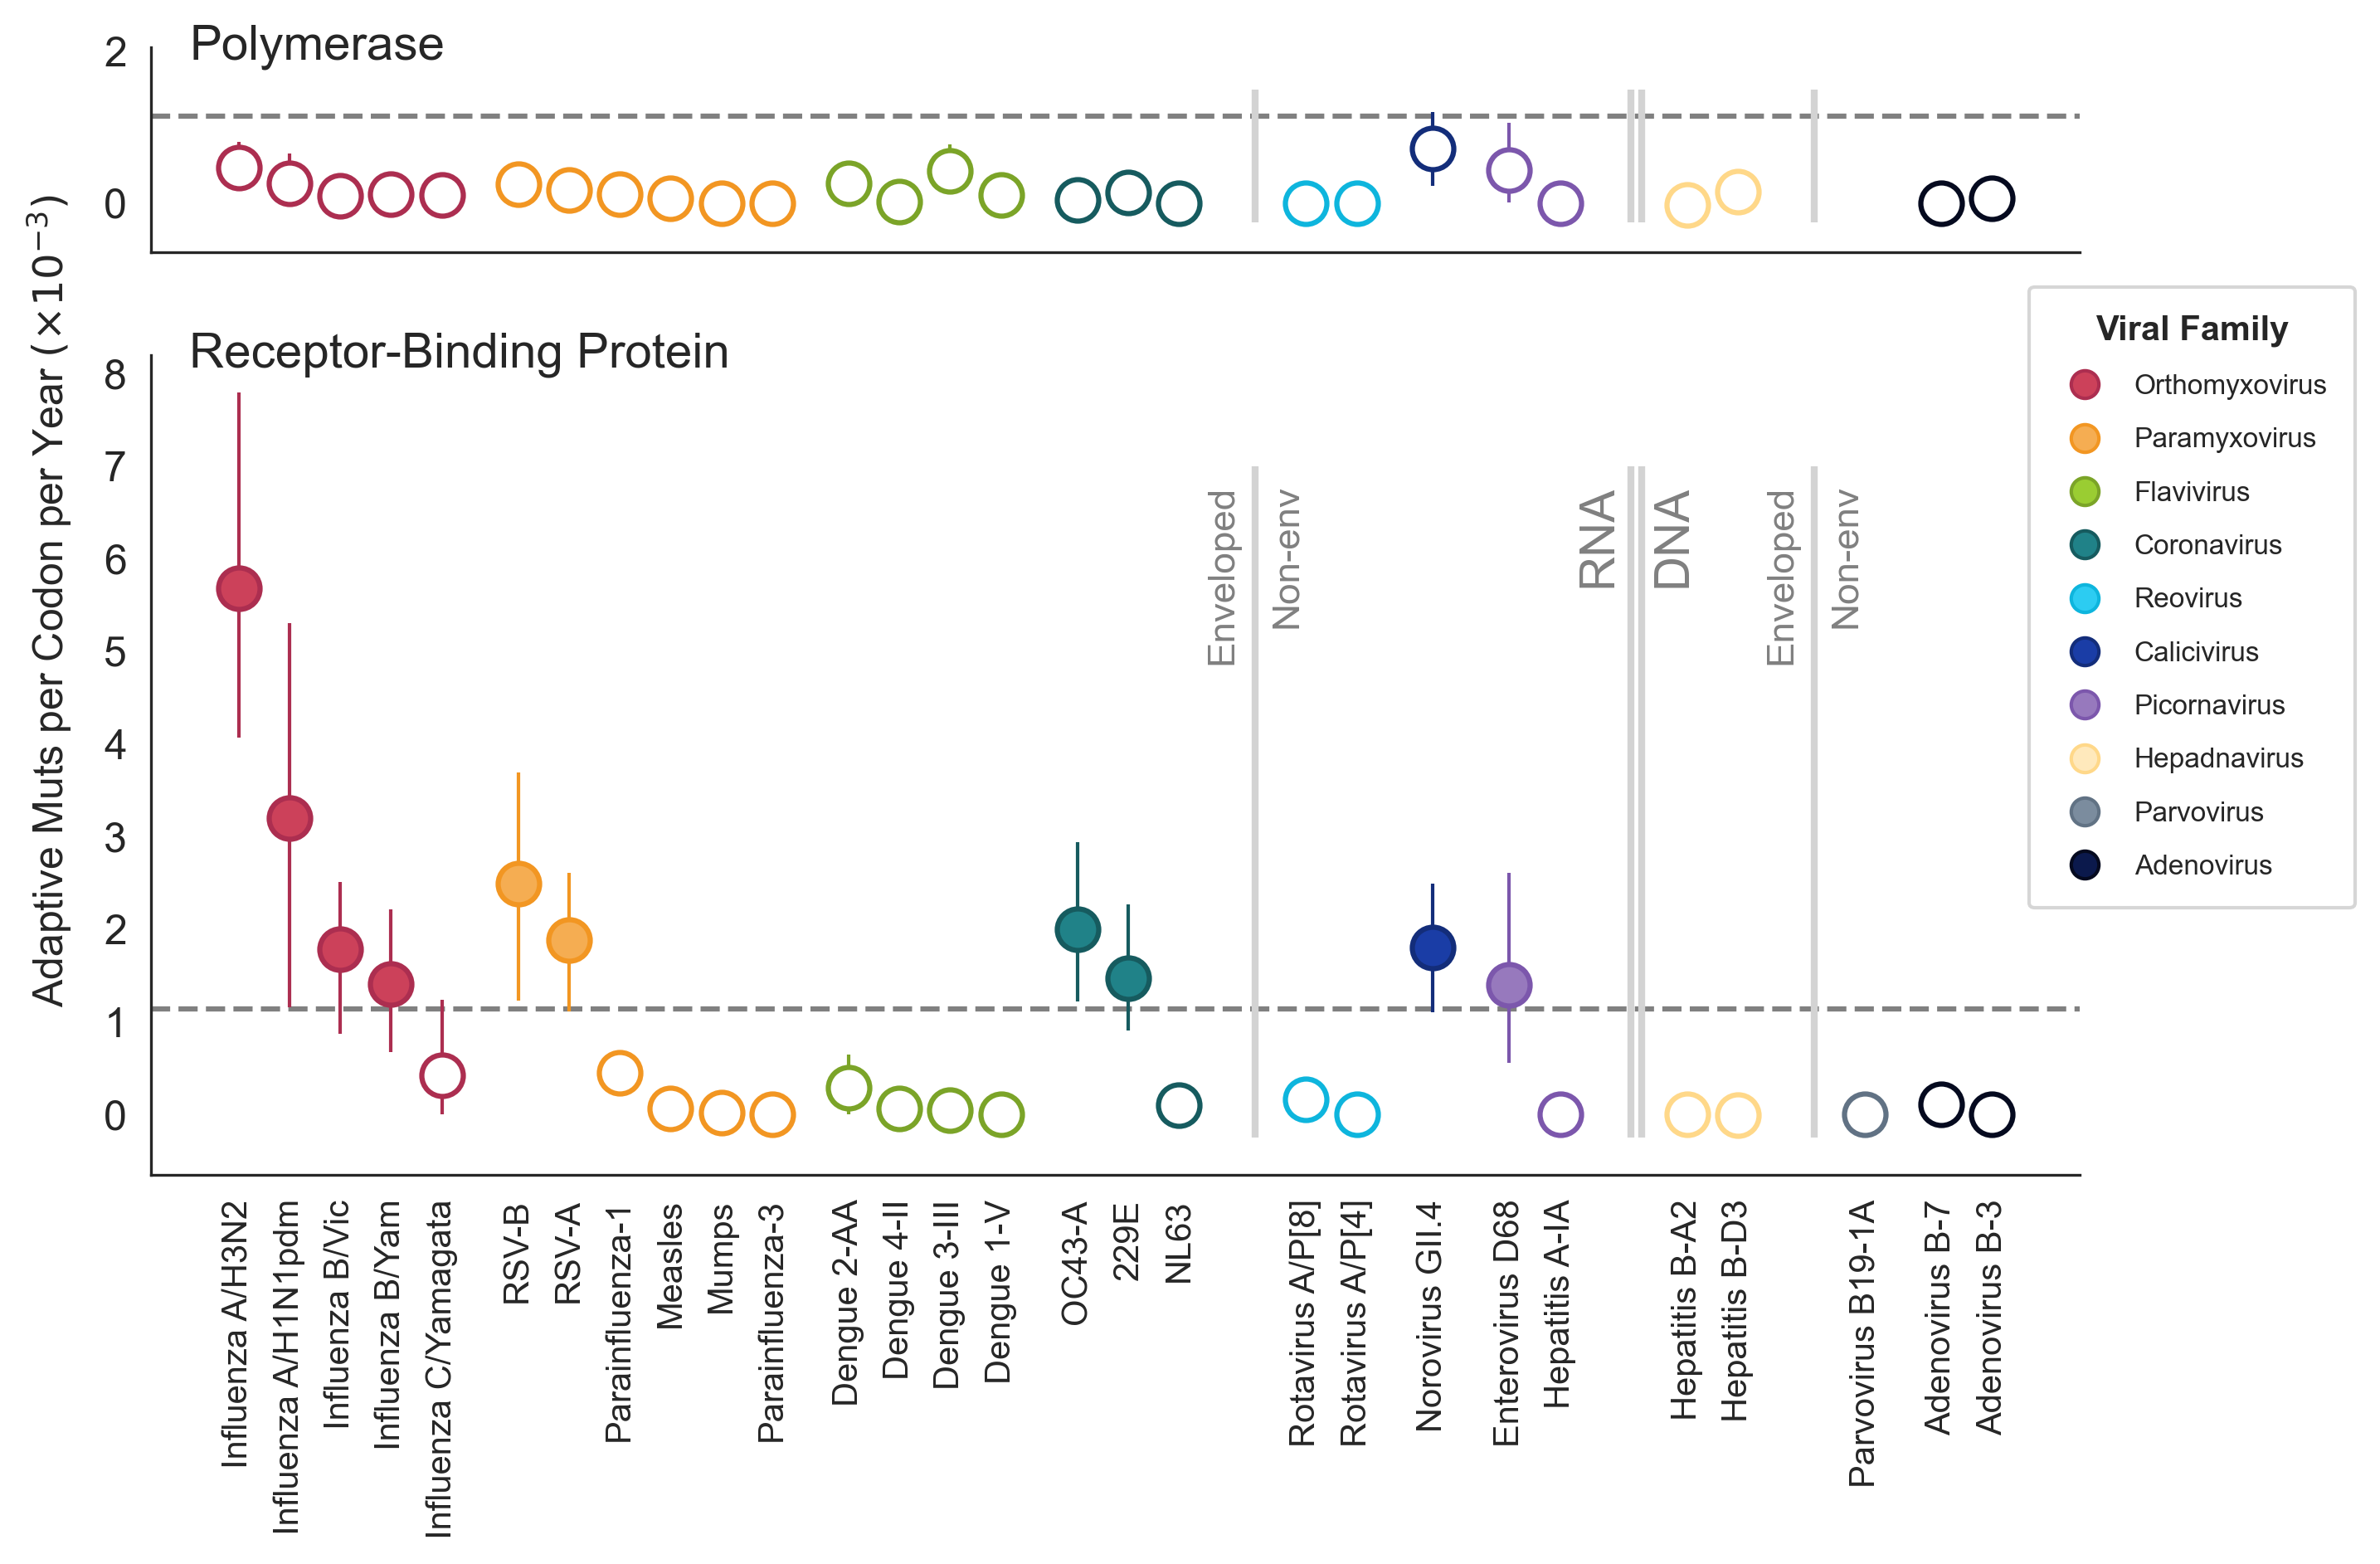 Polymerase
2
0
Adaptive Muts per Codon per Year (×10⁻³)
Receptor-Binding Protein
8
7
6
5
4
3
2
1
0
Enveloped
Non-env
RNA
DNA
Enveloped
Non-env
Viral Family
Orthomyxovirus
Paramyxovirus
Flavivirus
Coronavirus
Reovirus
Calicivirus
Picornavirus
Hepadnavirus
Parvovirus
Adenovirus
Influenza A/H3N2
Influenza A/H1N1pdm
Influenza B/Vic
Influenza B/Yam
Influenza C/Yamagata
RSV-B
RSV-A
Parainfluenza-1
Measles
Mumps
Parainfluenza-3
Dengue 2-AA
Dengue 4-II
Dengue 3-III
Dengue 1-V
OC43-A
229E
NL63
Rotavirus A/P[8]
Rotavirus A/P[4]
Norovirus GII.4
Enterovirus D68
Hepatitis A-IA
Hepatitis B-A2
Hepatitis B-D3
Parvovirus B19-1A
Adenovirus B-7
Adenovirus B-3